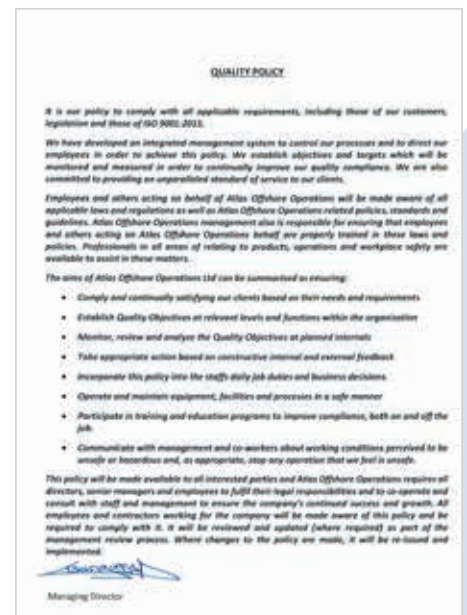 QUALITY POLICY
It is our policy to comply with all applicable requirements, including those of our customers,
legislation and those of ISO 9001:2015.
We have developed an integrated management system to control our processes and to direct our
employees in order to achieve this policy. We establish objectives and targets which will be
monitored and measured in order to continually improve our quality compliance. We are also
committed to providing an unparalleled standard of service to our clients.
Employees and others acting on behalf of Atlas Offshore Operations will be made aware of all
applicable laws and regulations as well as Atlas Offshore Operations related policies, standards and
guidelines. Atlas Offshore Operations management also is responsible for ensuring that employees
and others acting on Atlas Offshore Operations behalf are properly trained in these laws and
policies. Professionals in all areas of relating to products, operations and workplace safety are
available to assist in these matters.
The aims of Atlas Offshore Operations Ltd can be summarised as ensuring:
• Comply and continually satisfying our clients based on their needs and requirements
• Establish Quality Objectives at relevant levels and functions within the organisation
• Monitor, review and analyse the Quality Objectives at planned internals
• Take appropriate action based on constructive internal and external feedback
• Incorporate this policy into the staffs daily job duties and business decisions
• Operate and maintain equipment, facilities and processes in a safe manner
• Participate in training and education programs to improve compliance, both on and off the
job.
• Communicate with management and co-workers about working conditions perceived to be
unsafe or hazardous and, as appropriate, stop any operation that we feel is unsafe.
This policy will be made available to all interested parties and Atlas Offshore Operations requires all
directors, senior managers and employees to fulfil their legal responsibilities and to co-operate and
consult with staff and management to ensure the company's continued success and growth. All
employees and contractors working for the company will be made aware of this policy and be
required to comply with it. It will be reviewed and updated (where required) as part of the
management review process. Where changes to the policy are made, it will be re-issued and
implemented.
Managing Director